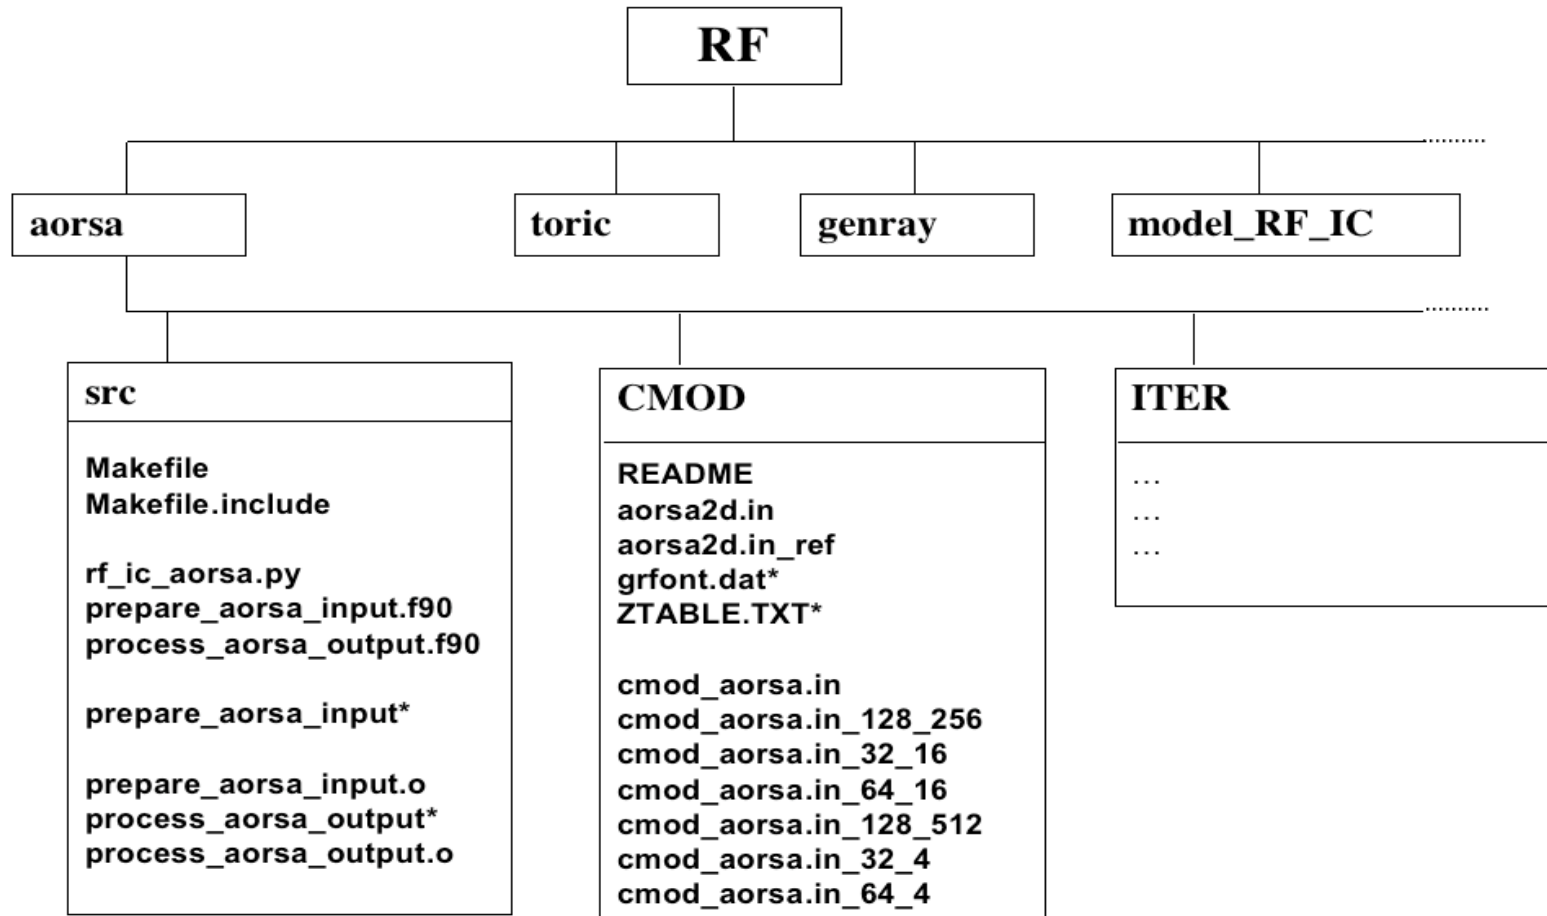 RF
aorsa
toric
genray
model_RF_IC
src
Makefile
Makefile.include
rf_ic_aorsa.py
prepare_aorsa_input.f90
process_aorsa_output.f90
prepare_aorsa_input*
prepare_aorsa_input.o
process_aorsa_output*
process_aorsa_output.o
CMOD
README
aorsa2d.in
aorsa2d.in_ref
grfont.dat*
ZTABLE.TXT*
cmod_aorsa.in
cmod_aorsa.in_128_256
cmod_aorsa.in_32_16
cmod_aorsa.in_64_16
cmod_aorsa.in_128_512
cmod_aorsa.in_32_4
cmod_aorsa.in_64_4
ITER
...
...
...